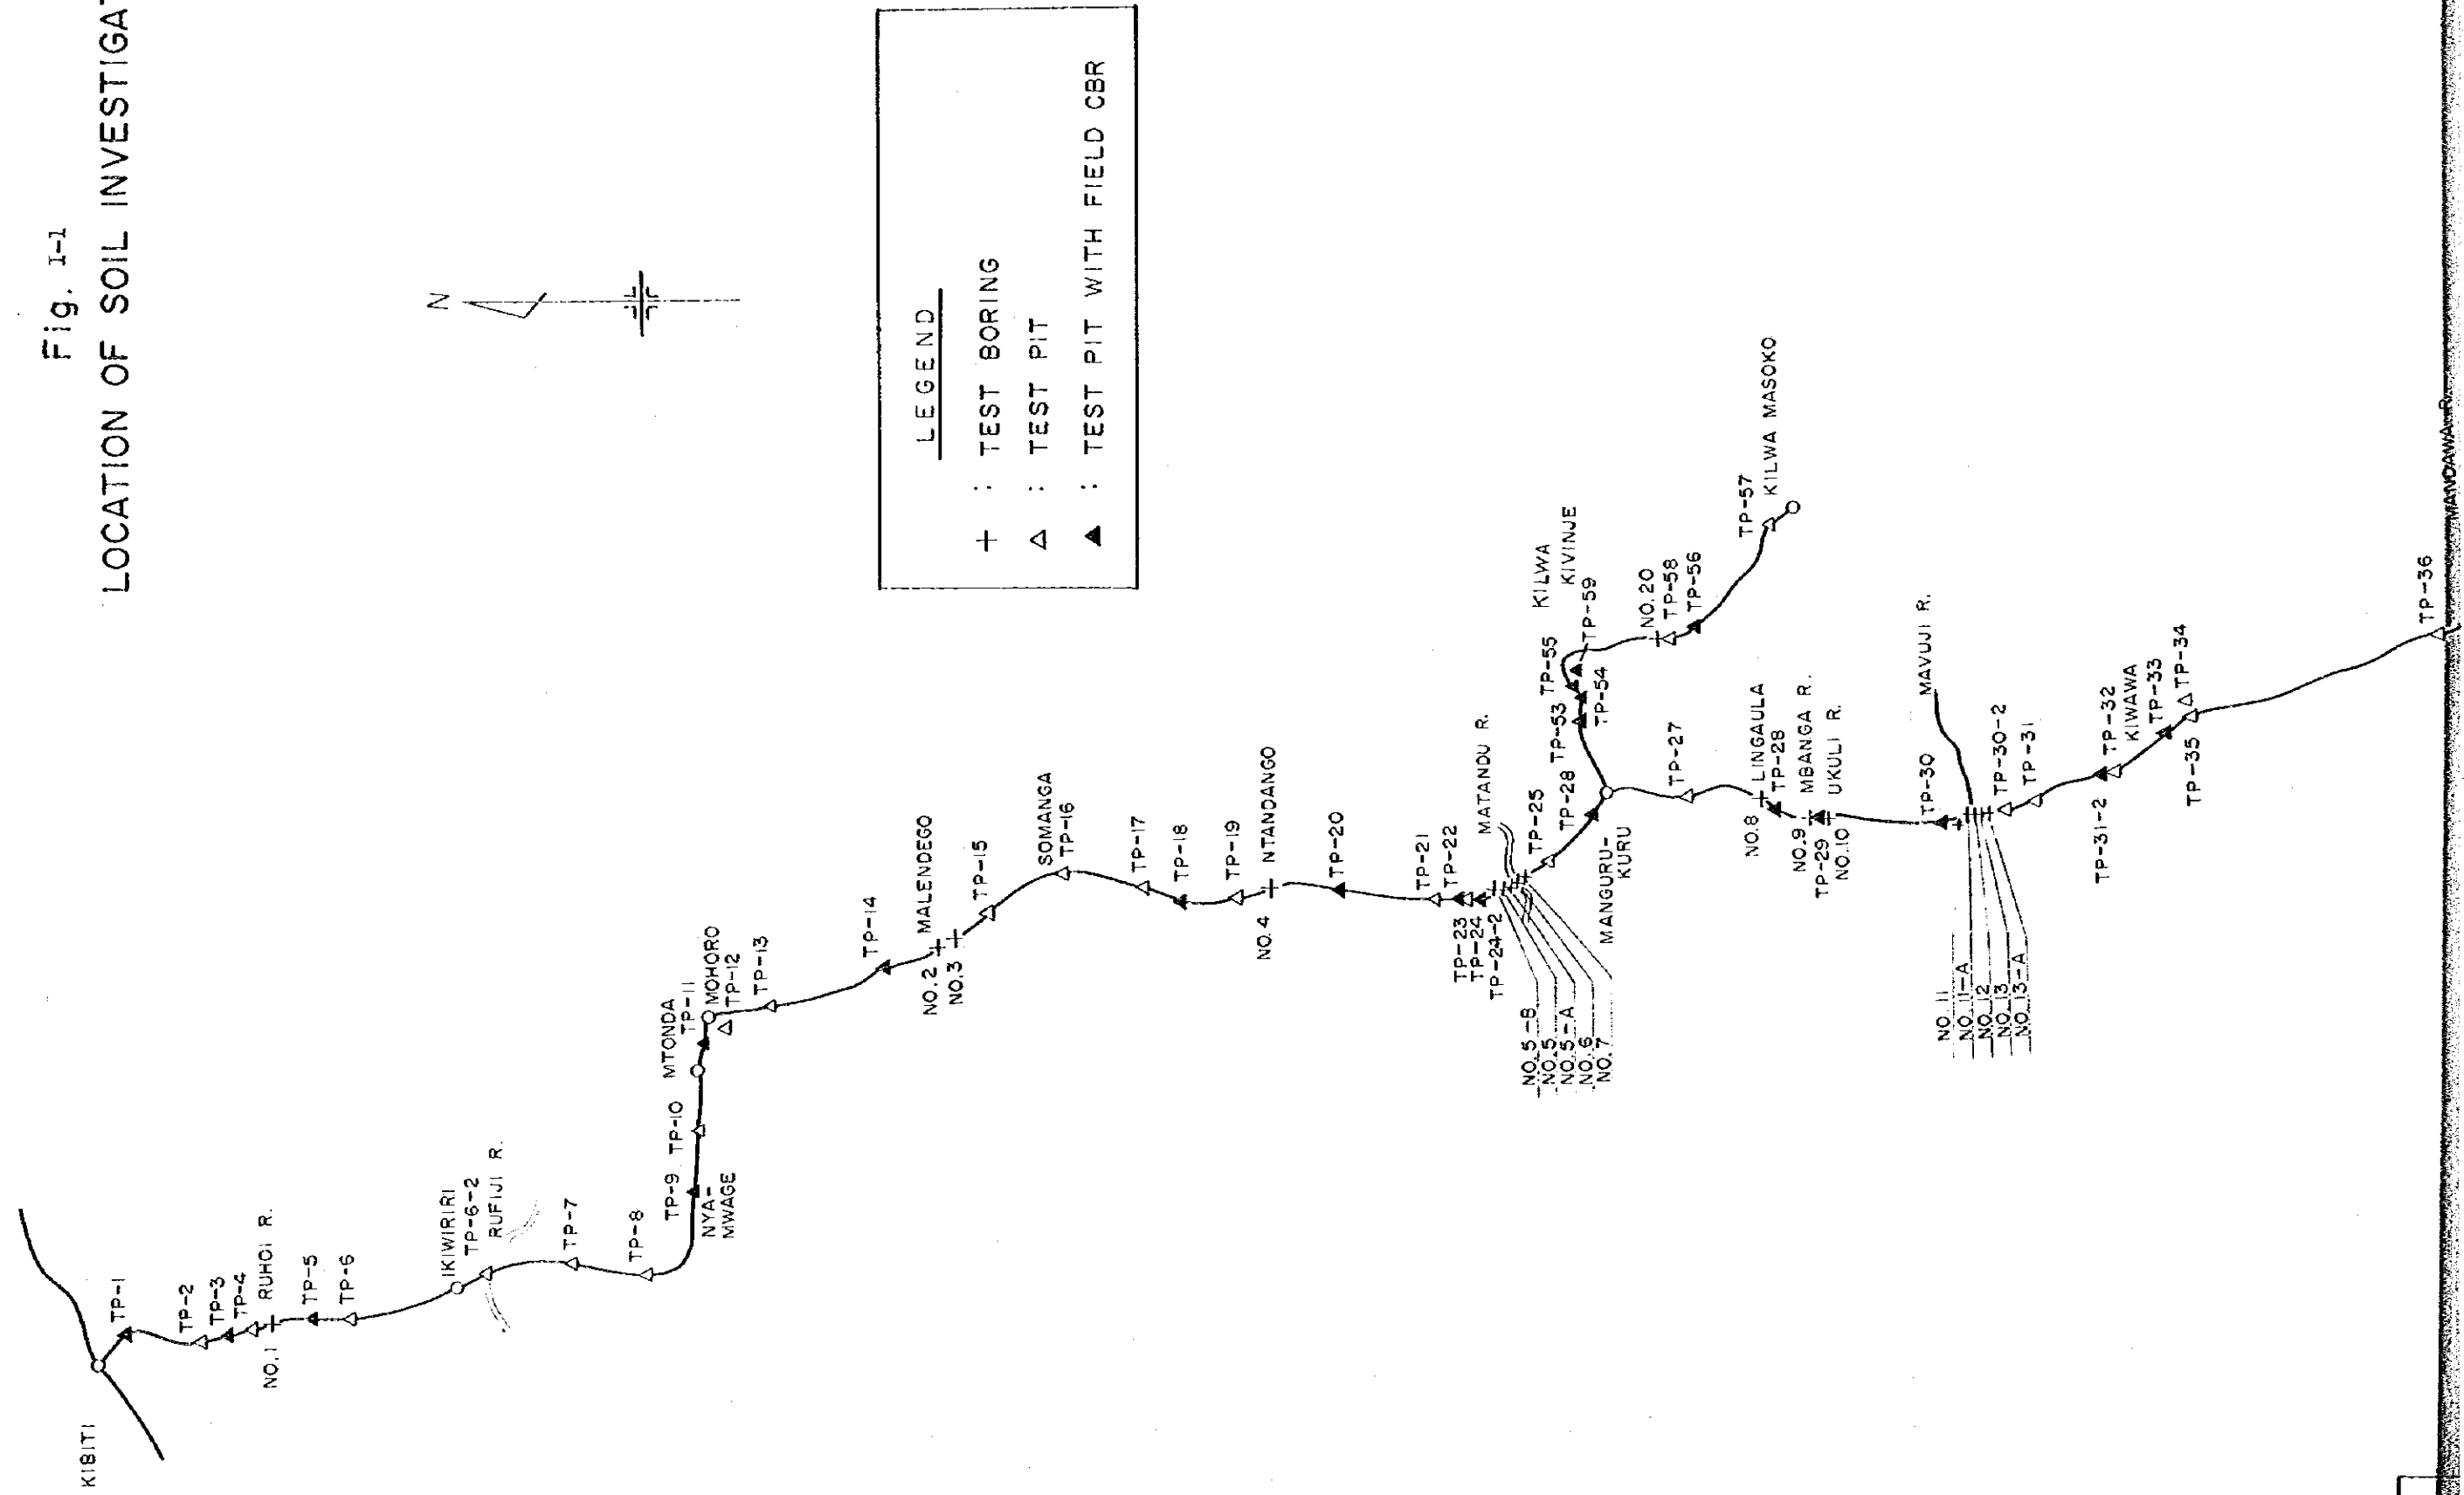 Fig. I-1
LOCATION OF SOIL INVESTIGAT
N
LEGEND
+ : TEST BORING
△ : TEST PIT
▲ : TEST PIT WITH FIELD CBR
KIBITI
TP-1
TP-2
TP-3
TP-4
NO.1
RUHOI R.
TP-5
TP-6
IKIWIRIRI
TP-6-2
RUFIJI R.
TP-7
TP-8
TP-9
NYA-
MWAGE
TP-10
MTONDA
TP-11
MOHORO
TP-12
TP-13
TP-14
MALENDEGO
NO.2
NO.3
TP-15
SOMANGA
TP-16
TP-17
TP-18
TP-19
NO.4
NTANDANGO
TP-20
TP-21
TP-22
TP-23
TP-24
TP-24-2
MATANDU R.
NO.5-B
NO.5
NO.5-A
NO.6
NO.7
TP-25
TP-28
MANGURU-
KURU
TP-53
TP-54
TP-55
KILWA
KIVINJE
TP-59
NO.20
TP-58
TP-56
TP-57
KILWA MASOKO
TP-27
NO.8
LINGAULA
TP-28
NO.9
MBANGA R.
TP-29
NO.10
UKULI R.
TP-30
MAVUJI R.
NO.11
NO.11-A
NO.12
NO.13
NO.13-A
TP-30-2
TP-31
TP-31-2
TP-32
KIWAWA
TP-33
TP-34
TP-35
TP-36
MANDAWA R.